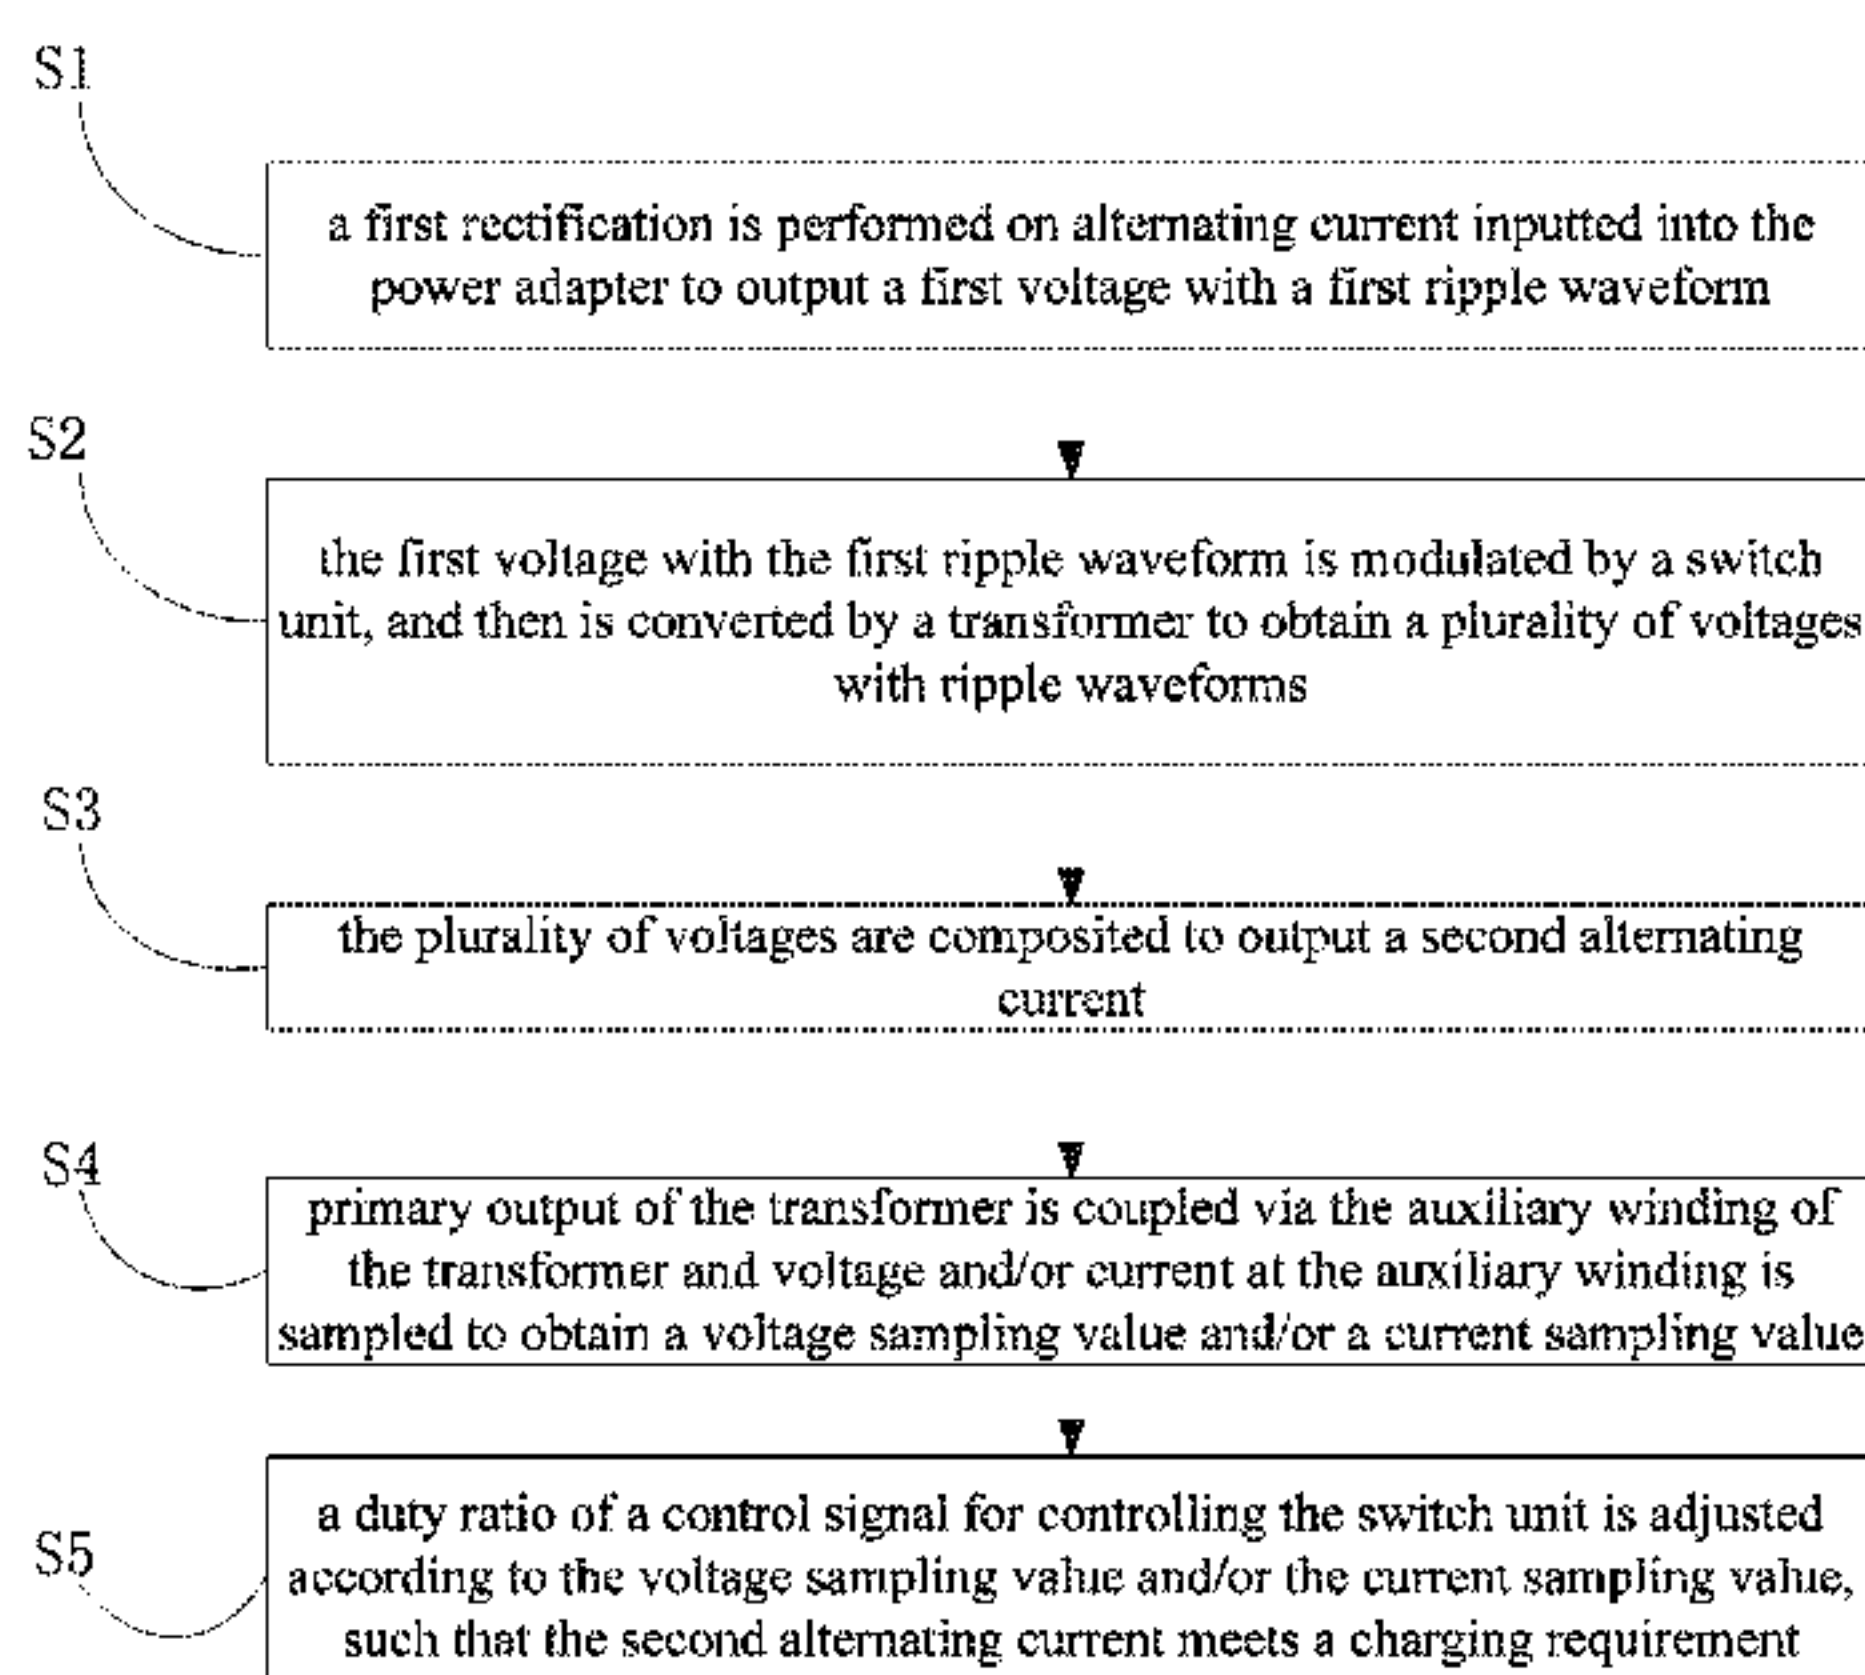 S1
a first rectification is performed on alternating current inputted into the
power adapter to output a first voltage with a first ripple waveform
S2
the first voltage with the first ripple waveform is modulated by a switch
unit, and then is converted by a transformer to obtain a plurality of voltages
with ripple waveforms
S3
the plurality of voltages are composited to output a second alternating
current
S4
primary output of the transformer is coupled via the auxiliary winding of
the transformer and voltage and/or current at the auxiliary winding is
sampled to obtain a voltage sampling value and/or a current sampling value
S5
a duty ratio of a control signal for controlling the switch unit is adjusted
according to the voltage sampling value and/or the current sampling value,
such that the second alternating current meets a charging requirement